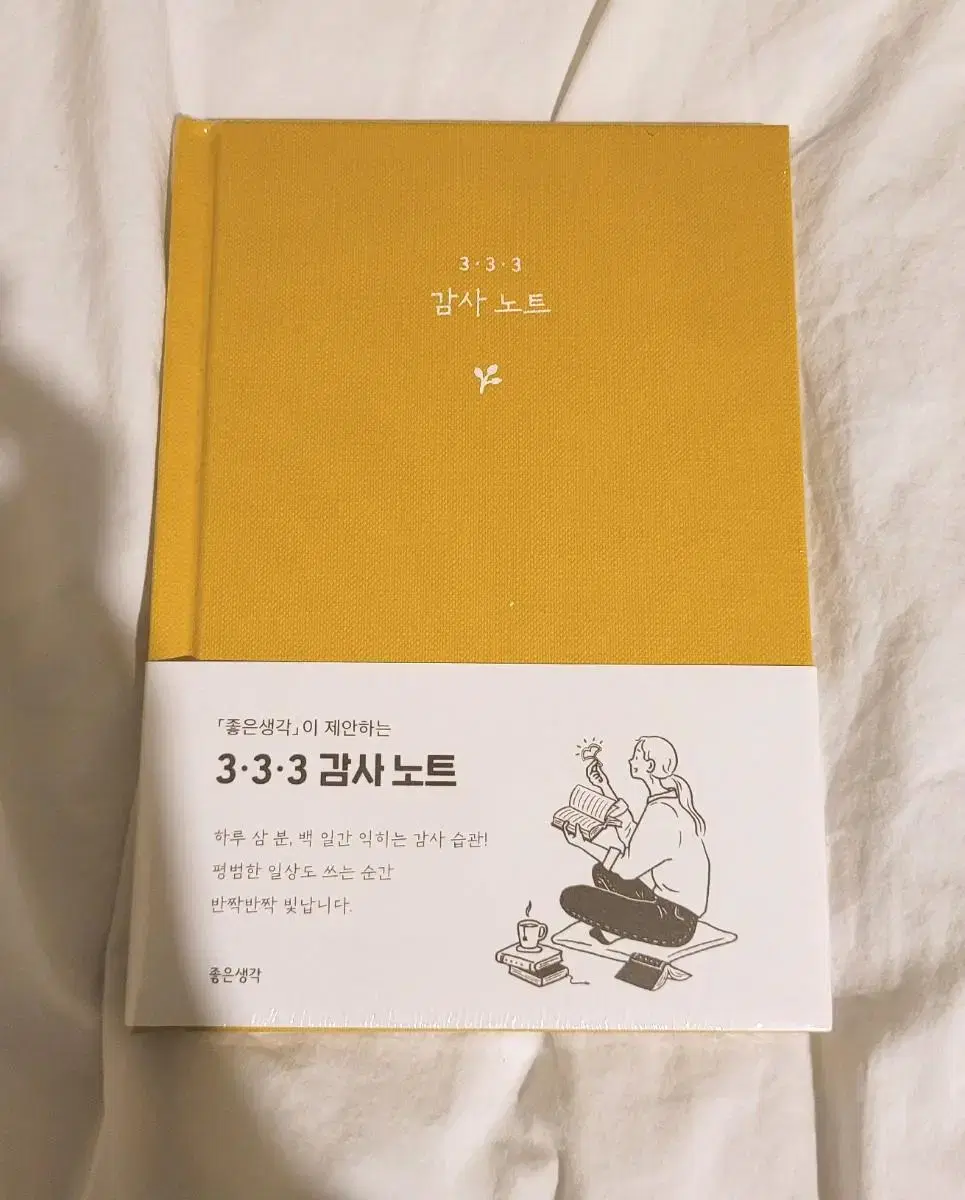 3·3·3
감사 노트
「좋은생각」이 제안하는
3·3·3 감사 노트
하루 삼 분, 백 일간 익히는 감사 습관!
평범한 일상도 쓰는 순간
반짝반짝 빛납니다.
좋은생각